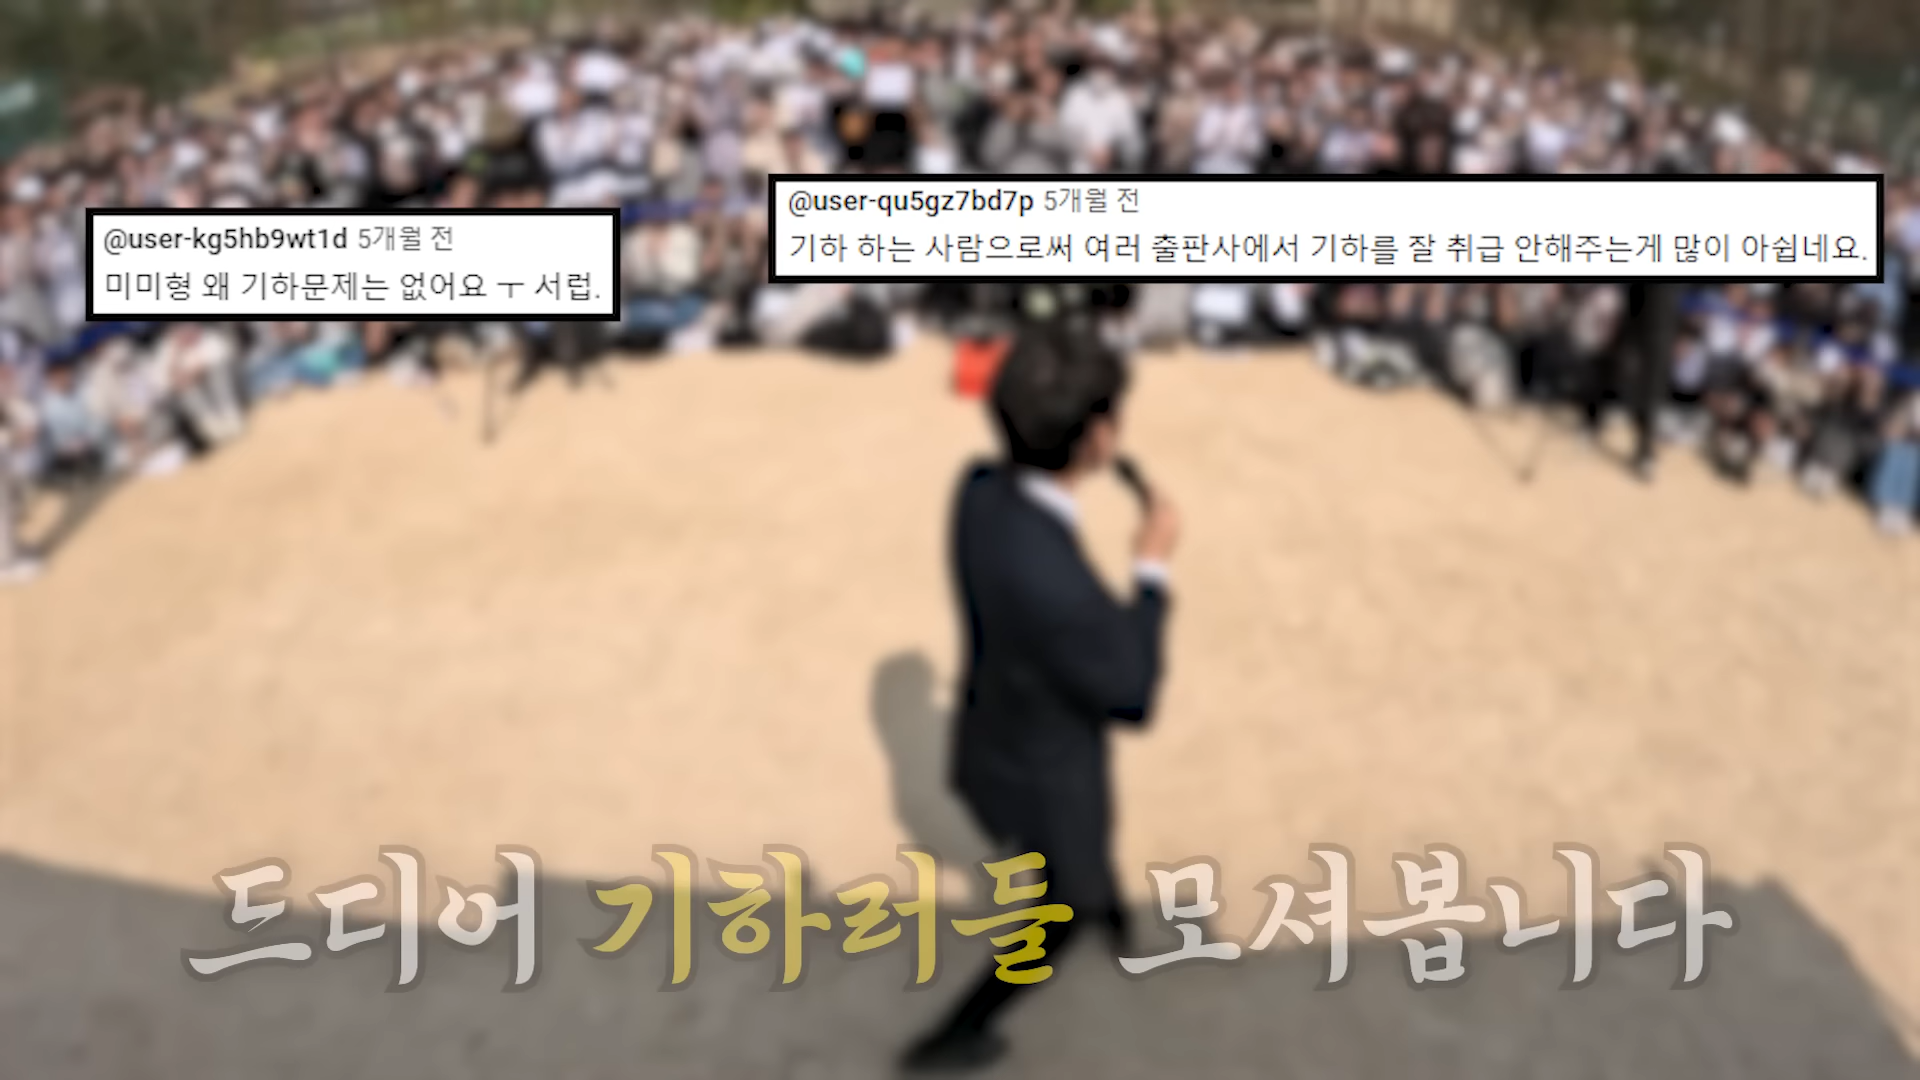 @user-kg5hb9wt1d 5개월 전
미미형 왜 기하문제는 없어요 ㅜ 서럽.
@user-qu5gz7bd7p 5개월 전
기하 하는 사람으로써 여러 출판사에서 기하를 잘 취급 안해주는게 많이 아쉽네요.
드디어 기하러들 모셔봅니다